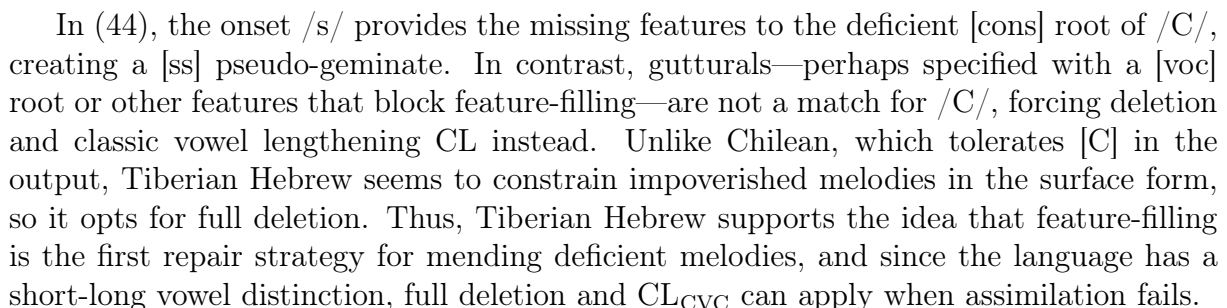 In (44), the onset /s/ provides the missing features to the deficient [cons] root of /C/,
creating a [ss] pseudo-geminate. In contrast, gutturals—perhaps specified with a [voc]
root or other features that block feature-filling—are not a match for /C/, forcing deletion
and classic vowel lengthening CL instead. Unlike Chilean, which tolerates [C] in the
output, Tiberian Hebrew seems to constrain impoverished melodies in the surface form,
so it opts for full deletion. Thus, Tiberian Hebrew supports the idea that feature-filling
is the first repair strategy for mending deficient melodies, and since the language has a
short-long vowel distinction, full deletion and CL_CVC can apply when assimilation fails.